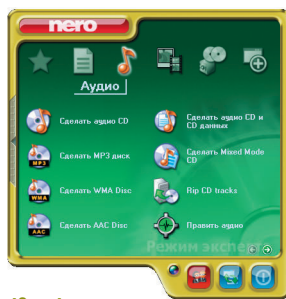 nero
Аудио
Сделать аудио CD
Сделать аудио CD и
CD данных
Сделать MP3 диск
MP3
Сделать Mixed Mode
CD
Сделать WMA Disc
WMA
Rip CD tracks
Сделать AAC Disc
AAC
Править аудио
Режим эксперта